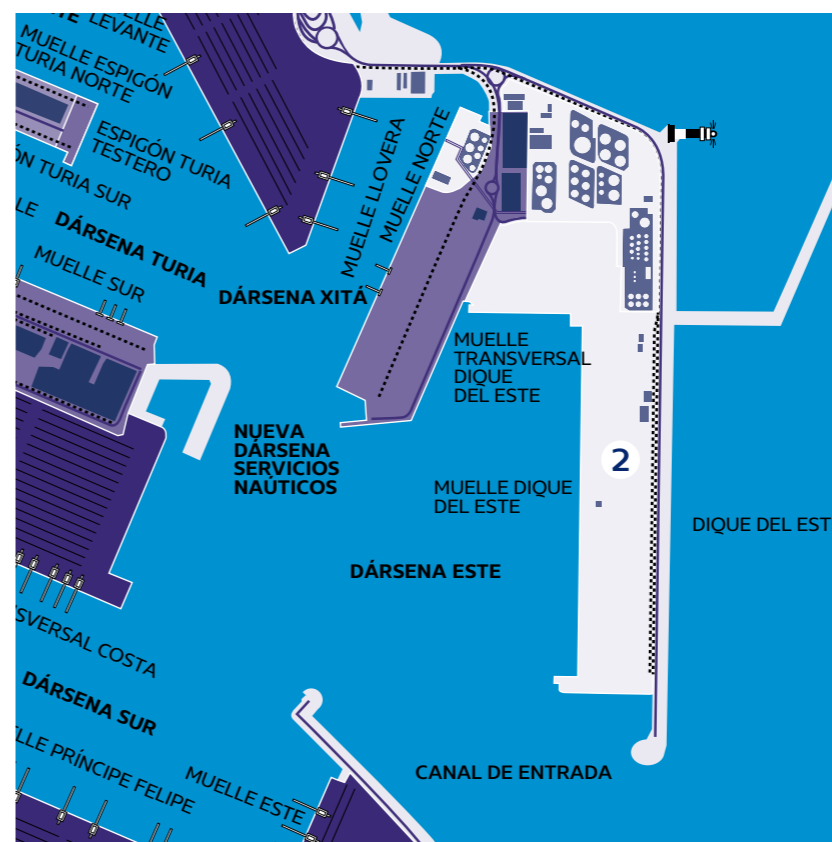 LEVANTE
MUELLE ESPIGÓN
TURIA NORTE
ESPIGÓN TURIA
TESTERO
TURIA SUR
DÁRSENA TURIA
MUELLE SUR
MUELLE LLOVERA
MUELLE NORTE
DÁRSENA XITÁ
MUELLE
TRANSVERSAL
DIQUE
DEL ESTE
NUEVA
DÁRSENA
SERVICIOS
NAÚTICOS
MUELLE DIQUE
DEL ESTE
2
DIQUE DEL EST
DÁRSENA ESTE
SVERSAL COSTA
DÁRSENA SUR
LLE PRÍNCIPE FELIPE
MUELLE ESTE
CANAL DE ENTRADA